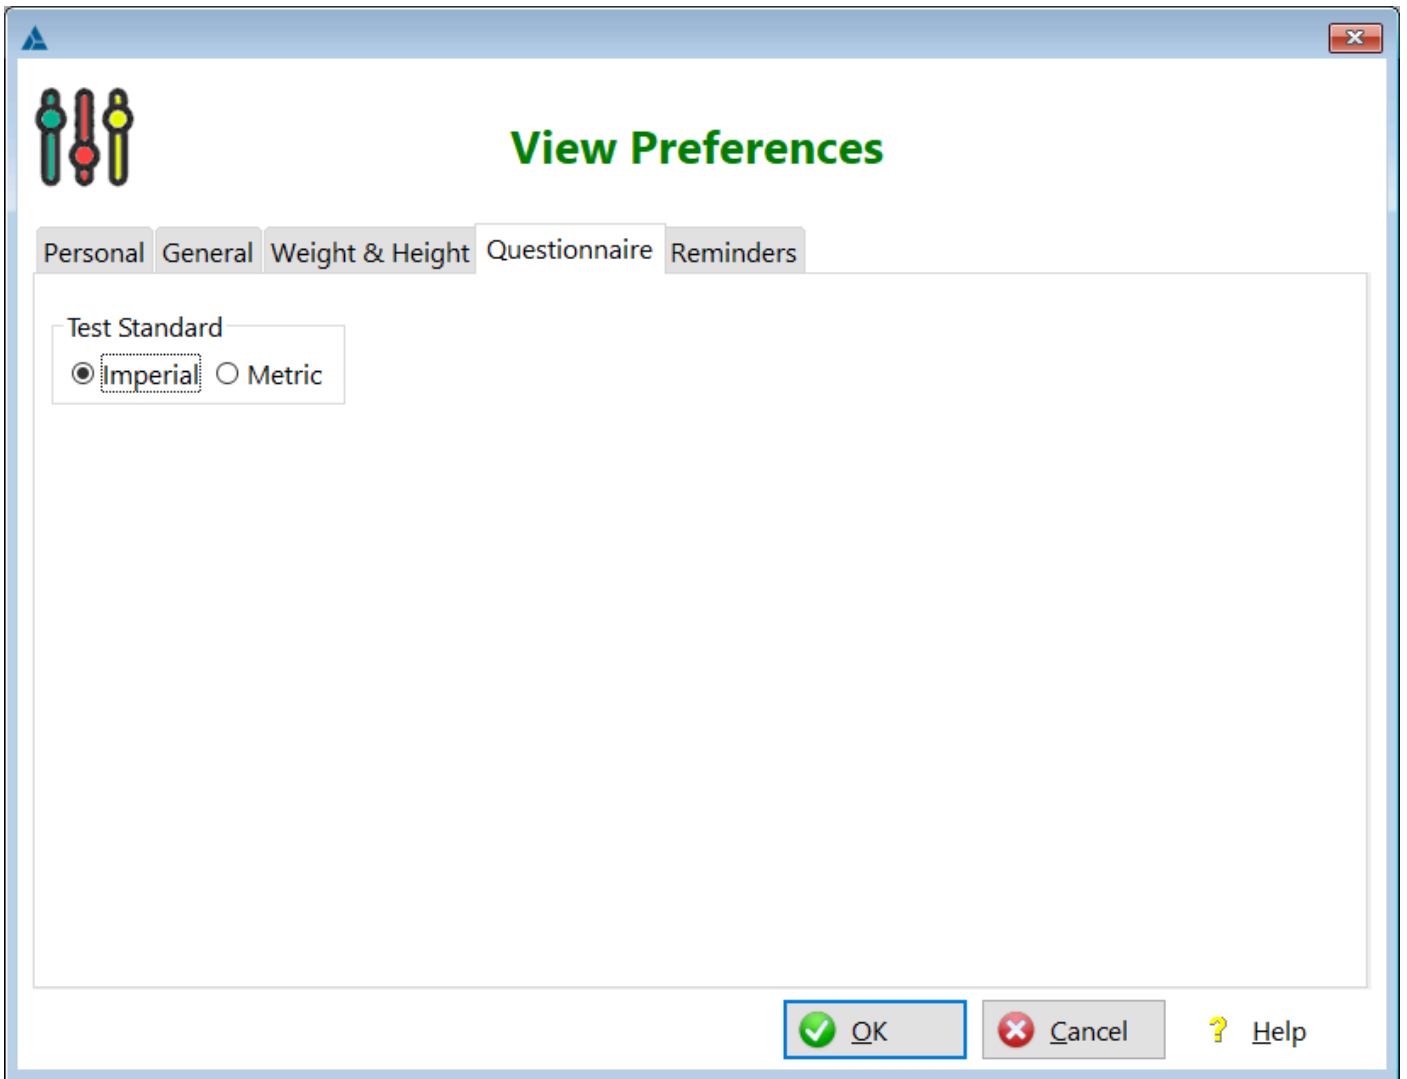 View Preferences
Personal General Weight & Height Questionnaire Reminders
Test Standard
Imperial Metric
OK Cancel ? Help